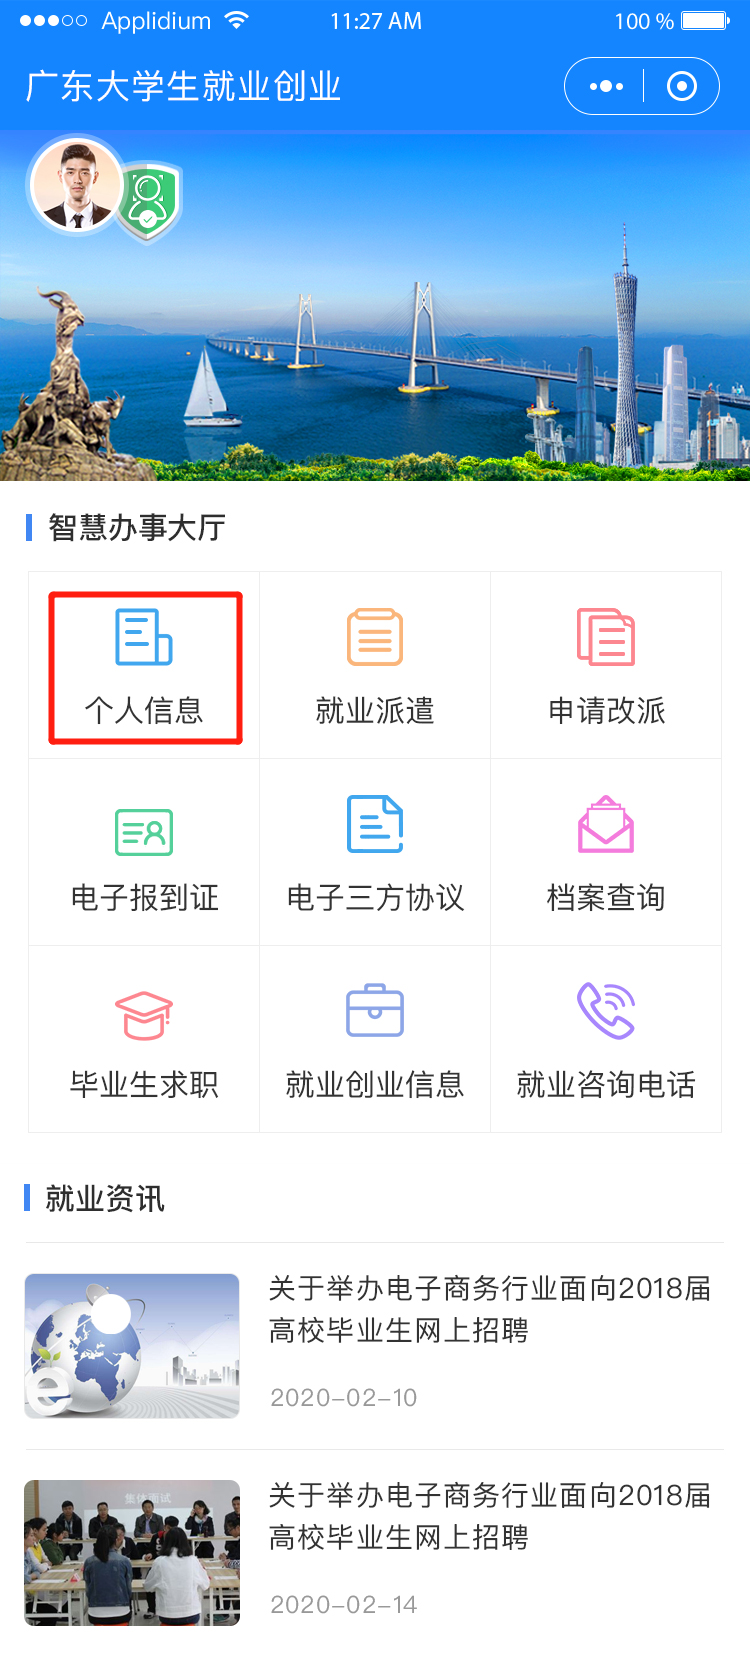 Applidium 11:27 AM 100 %
广东大学生就业创业
智慧办事大厅
个人信息 就业派遣 申请改派
电子报到证 电子三方协议 档案查询
毕业生求职 就业创业信息 就业咨询电话
就业资讯
关于举办电子商务行业面向2018届
高校毕业生网上招聘
2020-02-10
e
集体面试
关于举办电子商务行业面向2018届
高校毕业生网上招聘
2020-02-14